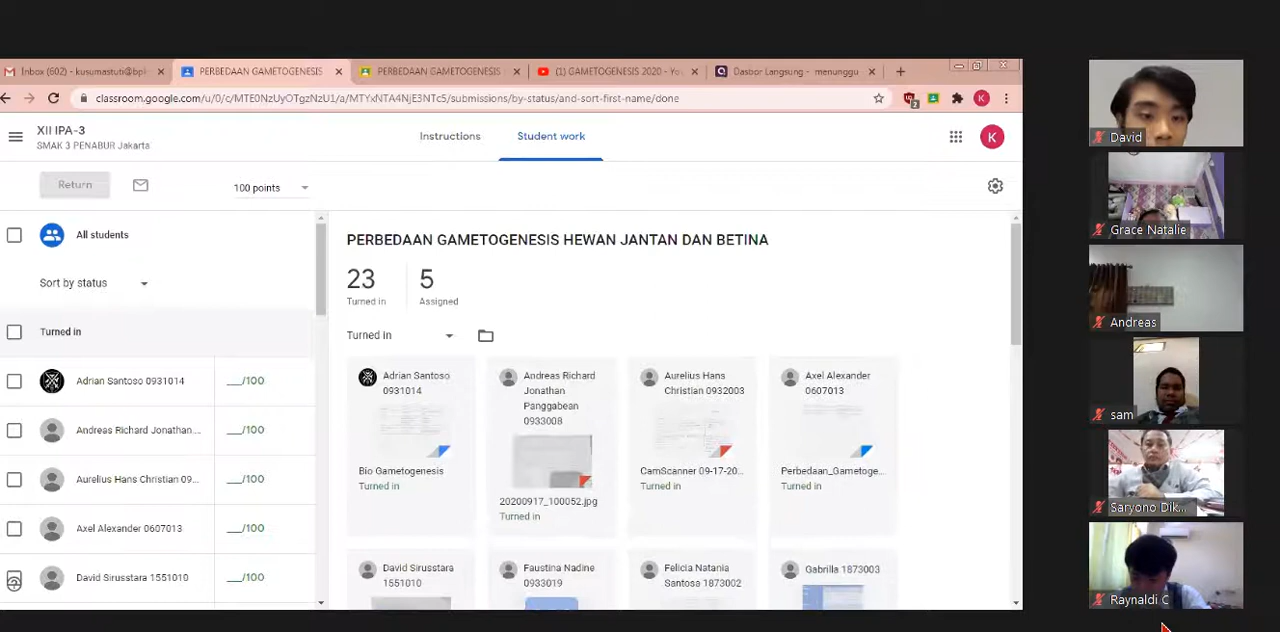 Inbox (602) - kusumastuti@bpl
PERBEDAAN GAMETOGENESIS
PERBEDAAN GAMETOGENESIS
(1) GAMETOGENESIS 2020 - Yo
Dasbor Langsung - menunggu
classroom.google.com/u/0/c/MTE0NzUyOTgzNzU1/a/MTYxNTA4NjE3NTc5/submissions/by-status/and-sort-first-name/done
2
K
XII IPA-3
SMAK 3 PENABUR Jakarta
Instructions
Student work
K
Return
100 points
All students
Sort by status
Turned in
Adrian Santoso 0931014
__/100
Andreas Richard Jonathan...
__/100
Aurelius Hans Christian 09...
__/100
Axel Alexander 0607013
__/100
David Sirusstara 1551010
__/100
PERBEDAAN GAMETOGENESIS HEWAN JANTAN DAN BETINA
23
Turned in
5
Assigned
Turned in
Adrian Santoso
0931014
Bio Gametogenesis
Turned in
Andreas Richard
Jonathan
Panggabean
0933008
20200917_100052.jpg
Turned in
Aurelius Hans
Christian 0932003
CamScanner 09-17-20...
Turned in
Axel Alexander
0607013
Perbedaan_Gametoge...
Turned in
David Sirusstara
1551010
Faustina Nadine
0933019
Felicia Natania
Santosa 1873002
Gabrilla 1873003
David
Grace Natalie
Andreas
sam
Saryono Dik...
Raynaldi C